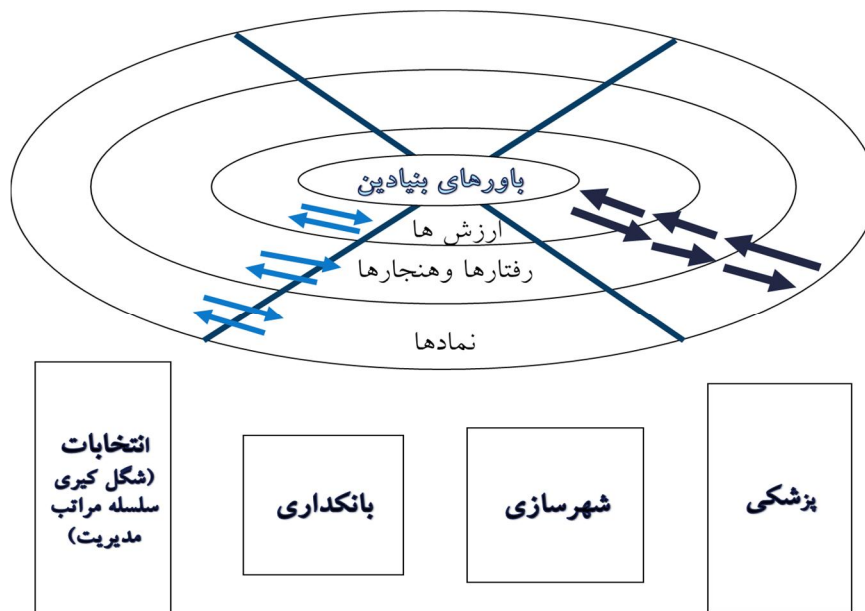 باورهای بنیادین
ارزش ها
رفتارها وهنجارها
نمادها
پزشکی
شهرسازی
بانکداری
انتخابات
(شگل کیری
سلسله مراتب
مدیریت)